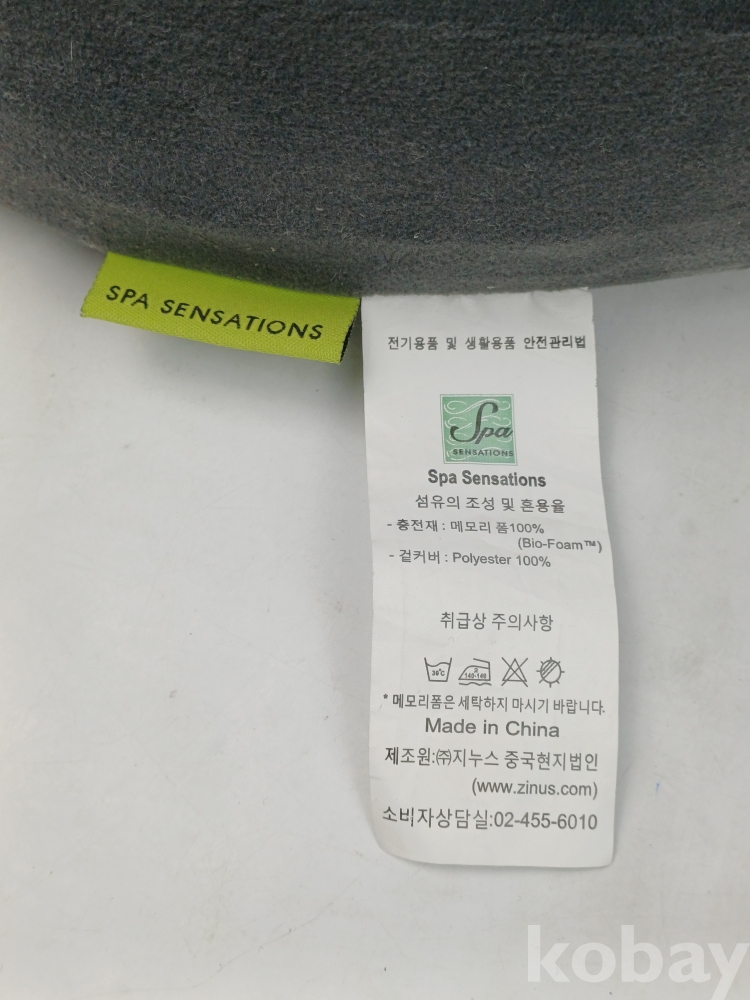 SPA SENSATIONS
전기용품 및 생활용품 안전관리법
Spa
SENSATIONS
Spa Sensations
섬유의 조성 및 흔용율
- 충전재 : 메모리 폼100%
(Bio-Foam™)
- 겉커버 : Polyester 100%
취급상 주의사항
30°C
140-160
* 메모리폼은 세탁하지 마시기 바랍니다.
Made in China
제조원:㈜지누스 중국현지법인
(www.zinus.com)
소비자상담실:02-455-6010
kobay